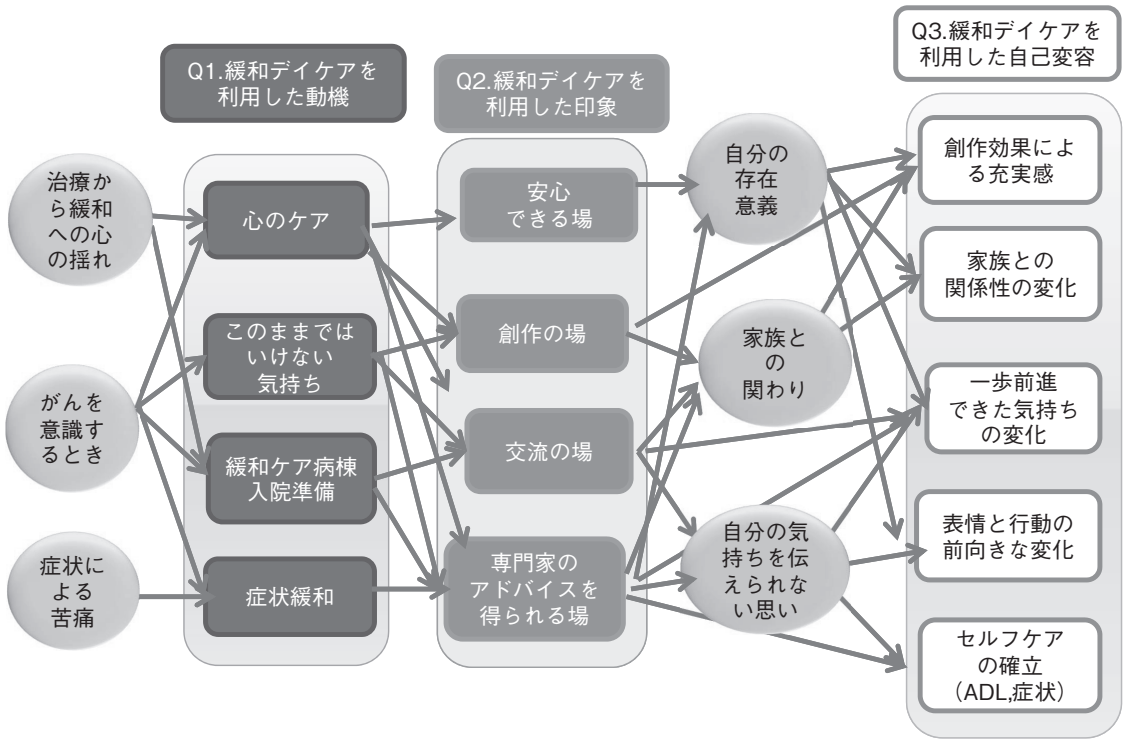 Q1.緩和デイケアを
利用した動機
Q2.緩和デイケアを
利用した印象
Q3.緩和デイケアを
利用した自己変容
治療か
ら緩和
への心
の揺れ
がんを
意識す
るとき
症状に
よる
苦痛
心のケア
このままでは
いけない
気持ち
緩和ケア病棟
入院準備
症状緩和
安心
できる場
創作の場
交流の場
専門家の
アドバイスを
得られる場
自分の
存在
意義
家族と
の
関わり
自分の気
持ちを伝
えられな
い思い
創作効果によ
る充実感
家族との
関係性の変化
一歩前進
できた気持ち
の変化
表情と行動の
前向きな変化
セルフケア
の確立
（ADL,症状）